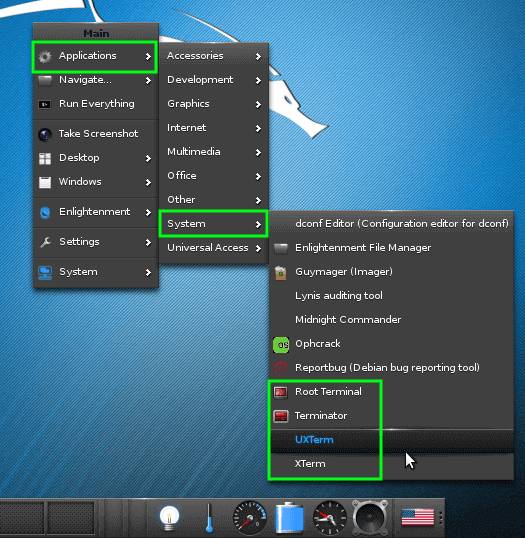 Main
Applications
Navigate...
Run Everything
Take Screenshot
Desktop
Windows
Enlightenment
Settings
System
Accessories
Development
Graphics
Internet
Multimedia
Office
Other
System
Universal Access
dconf Editor (Configuration editor for dconf)
Enlightenment File Manager
Guymager (Imager)
Lynis auditing tool
Midnight Commander
Ophcrack
Reportbug (Debian bug reporting tool)
Root Terminal
Terminator
UXTerm
XTerm